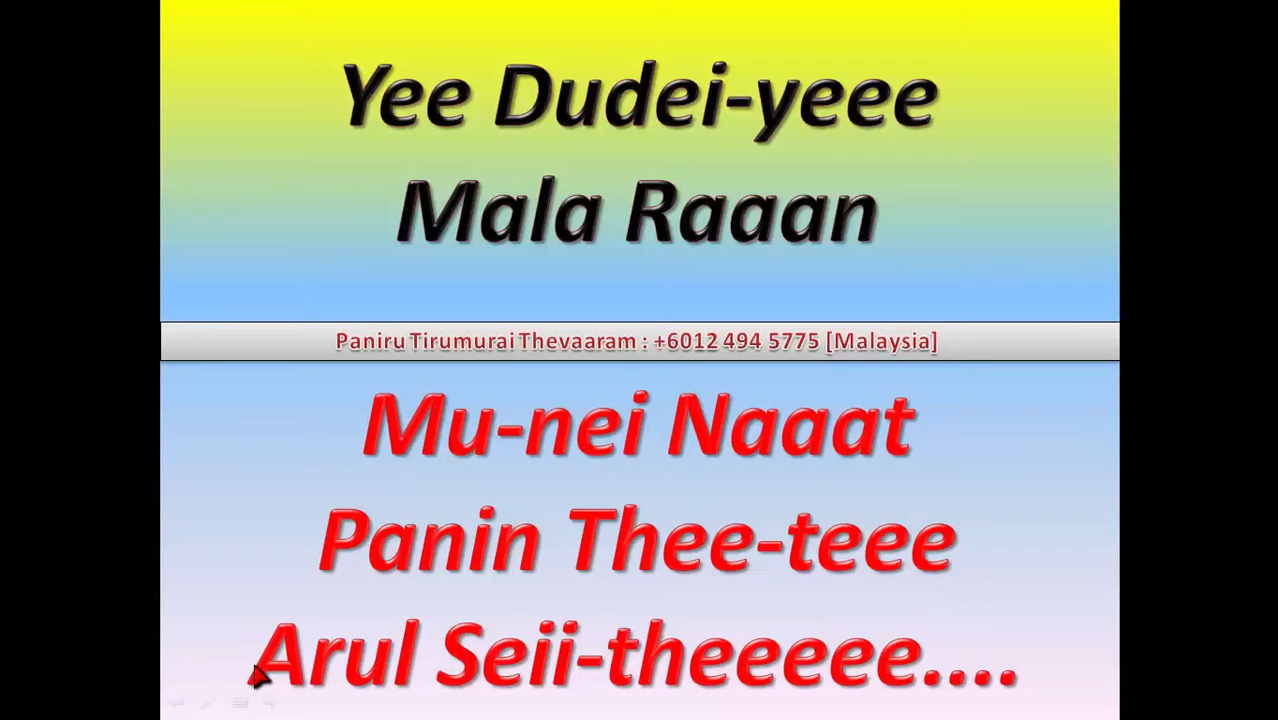 Yee Dudei-yeee
Mala Raaan
Paniru Tirumurai Thevaaram : +6012 494 5775 [Malaysia]
Mu-nei Naaat
Panin Thee-teee
Arul Seii-theeeee....